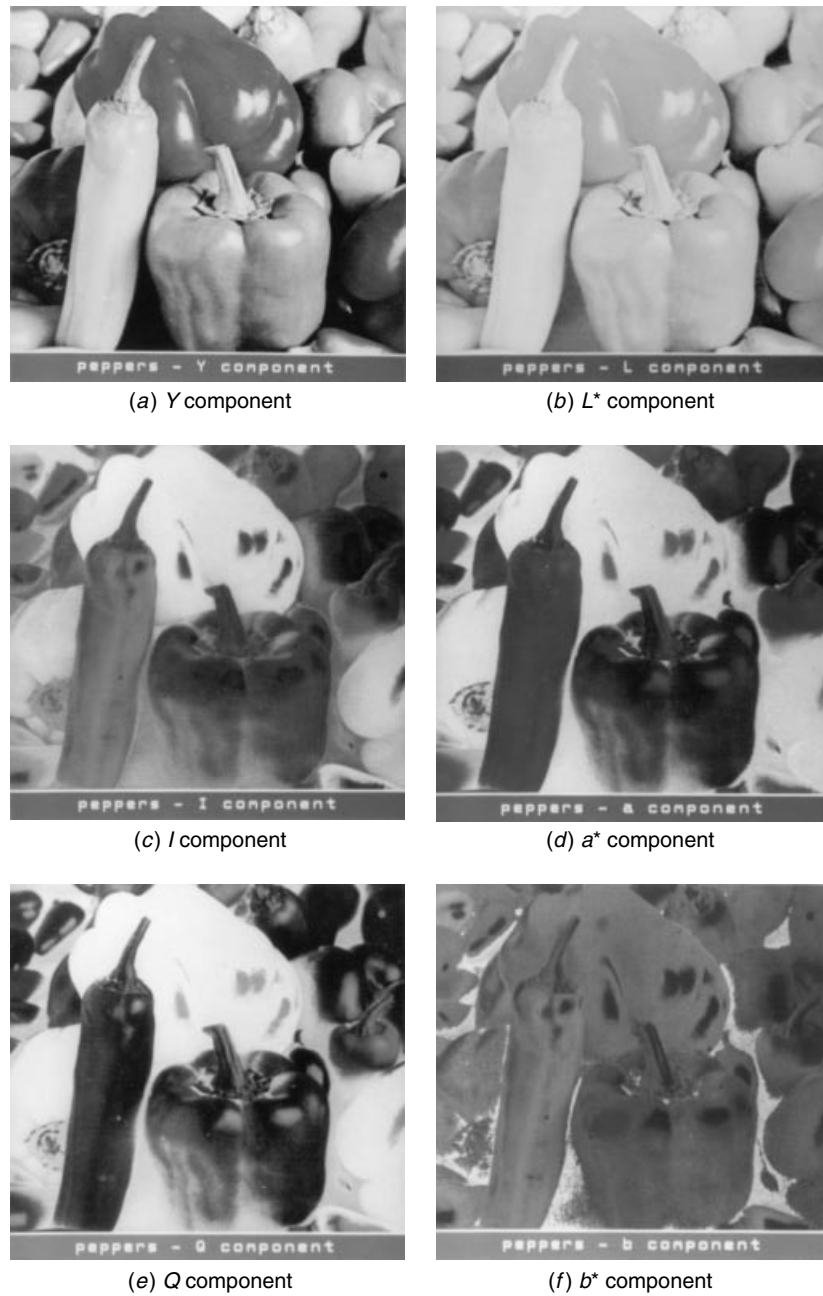 peppers - Y component
peppers - L component
(a) Y component
(b) L* component
peppers - I component
peppers - a component
(c) I component
(d) a* component
peppers - Q component
peppers - b component
(e) Q component
(f) b* component